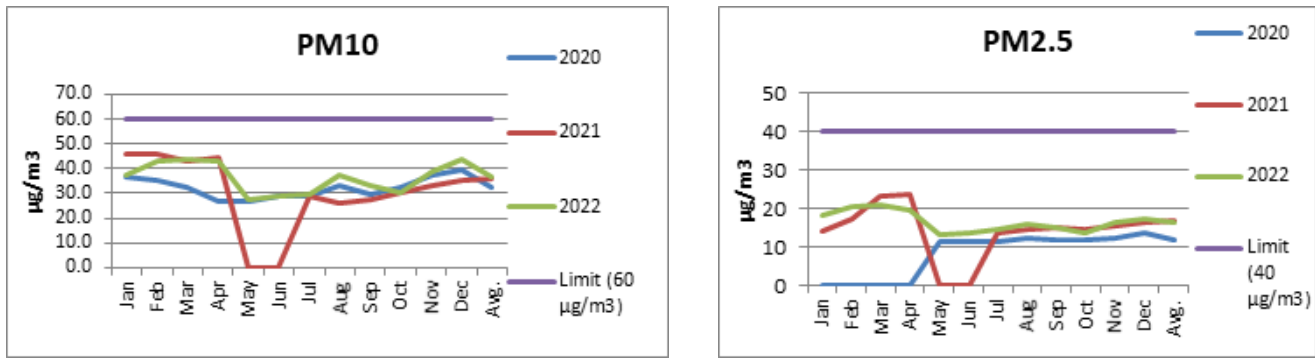 PM10
µg/m3
70.0
60.0
50.0
40.0
30.0
20.0
10.0
0.0
Jan
Feb
Mar
Apr
May
Jun
Jul
Aug
Sep
Oct
Nov
Dec
Avg.
2020
2021
2022
Limit (60
µg/m3)
PM2.5
µg/m3
50
40
30
20
10
0
Jan
Feb
Mar
Apr
May
Jun
Jul
Aug
Sep
Oct
Nov
Dec
Avg.
2020
2021
2022
Limit
(40
µg/m3)